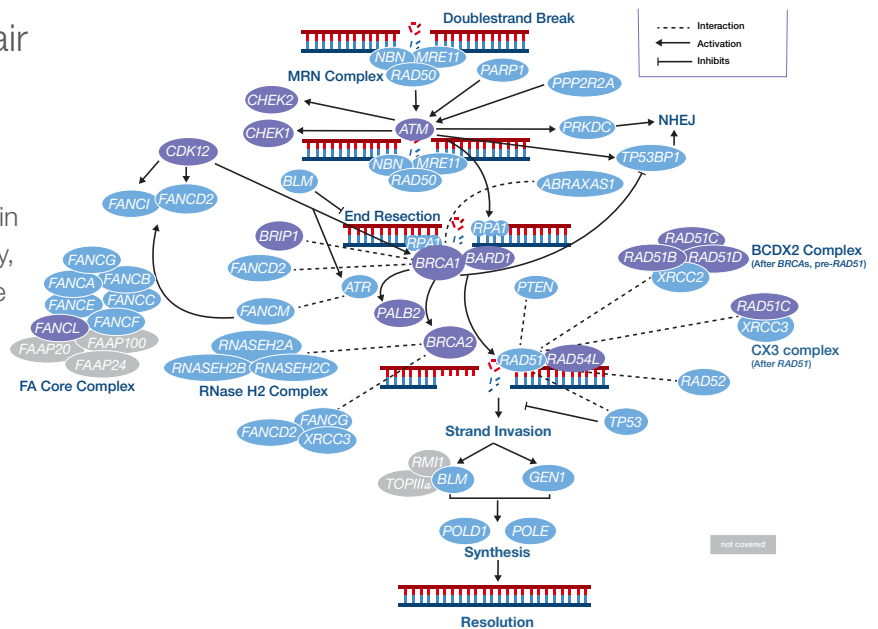 air
in
y,
e
Doublestrand Break
Interaction
Activation
Inhibits
NBN
MRE11
RAD50
MRN Complex
PARP1
PP2R2A
CHEK2
CHEK1
ATM
PRKDC
NHEJ
TP53BP1
NBN
MRE11
RAD50
CDK12
FANCI
FANCD2
BLM
ABRAXAS1
End Resection
RPA1
RPA1
BRIP1
BRCA1
BARD1
FANCD2
ATR
FANCM
PALB2
BRCA2
PTEN
RAD51C
RAD51B
RAD51D
XRCC2
BCDX2 Complex
(After BRCAs, pre-RAD51)
RAD51C
XRCC3
CX3 complex
(After RAD51)
FANCG
FANCA
FANCB
FANCE
FANCC
FANCL
FANCF
FAAP20
FAAP100
FAAP24
FA Core Complex
RNASEH2A
RNASEH2B
RNASEH2C
RNase H2 Complex
RAD51
RAD54L
RAD52
FANCG
FANCD2
XRCC3
TP53
Strand Invasion
RMI1
TOPIIIa
BLM
GEN1
POLD1
POLE
Synthesis
not covered
Resolution